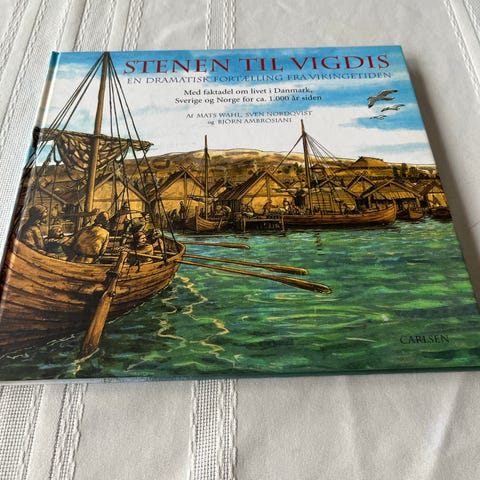 STENEN TIL VIGDIS
EN DRAMATISK FORTÆLLING FRA VIKINGETIDEN
Med faktadel om livet i Danmark,
Sverige og Norge for ca. 1.000 år siden
AF MATS WAHL, SVEN NORDQVIST
og BJÖRN AMBROSIANI
CARLSEN